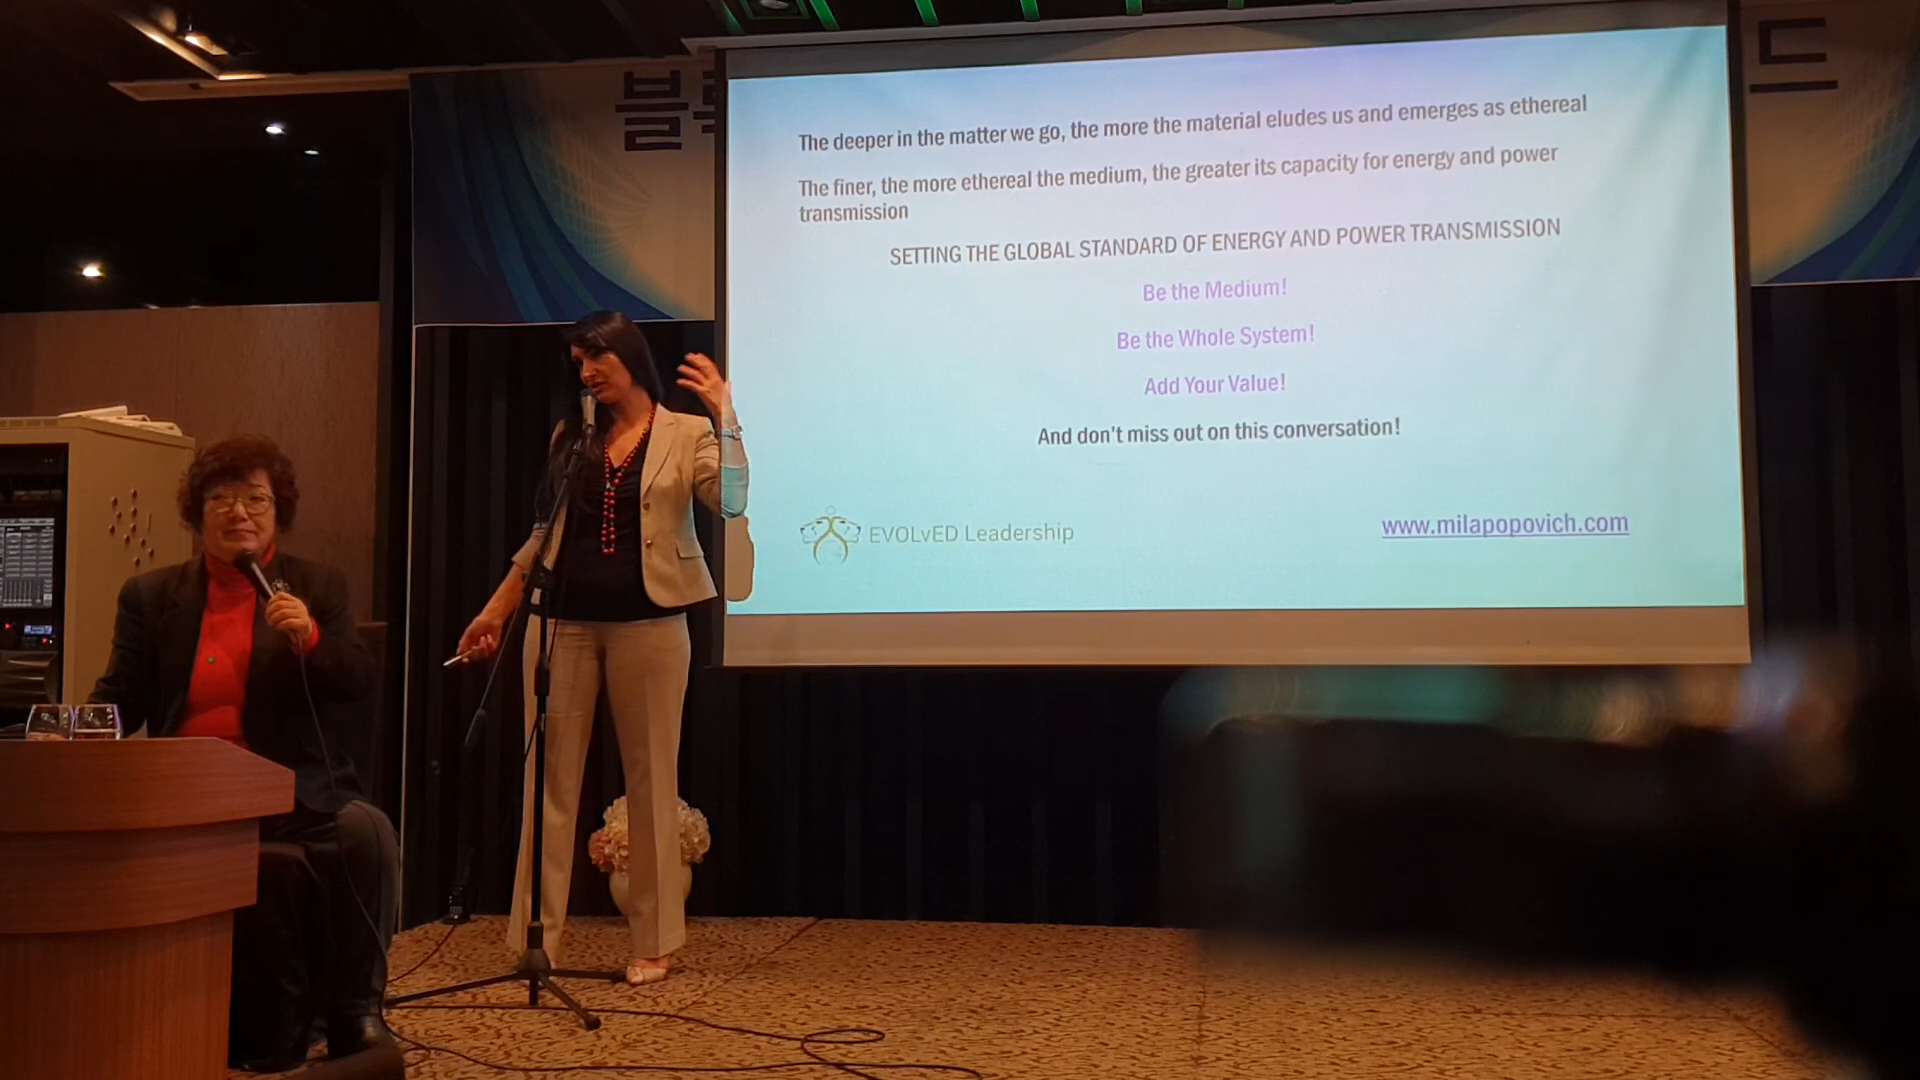 블록
드
The deeper in the matter we go, the more the material eludes us and emerges as ethereal
The finer, the more ethereal the medium, the greater its capacity for energy and power
transmission
SETTING THE GLOBAL STANDARD OF ENERGY AND POWER TRANSMISSION
Be the Medium!
Be the Whole System!
Add Your Value!
And don't miss out on this conversation!
EVOLvED Leadership
www.milapopovich.com